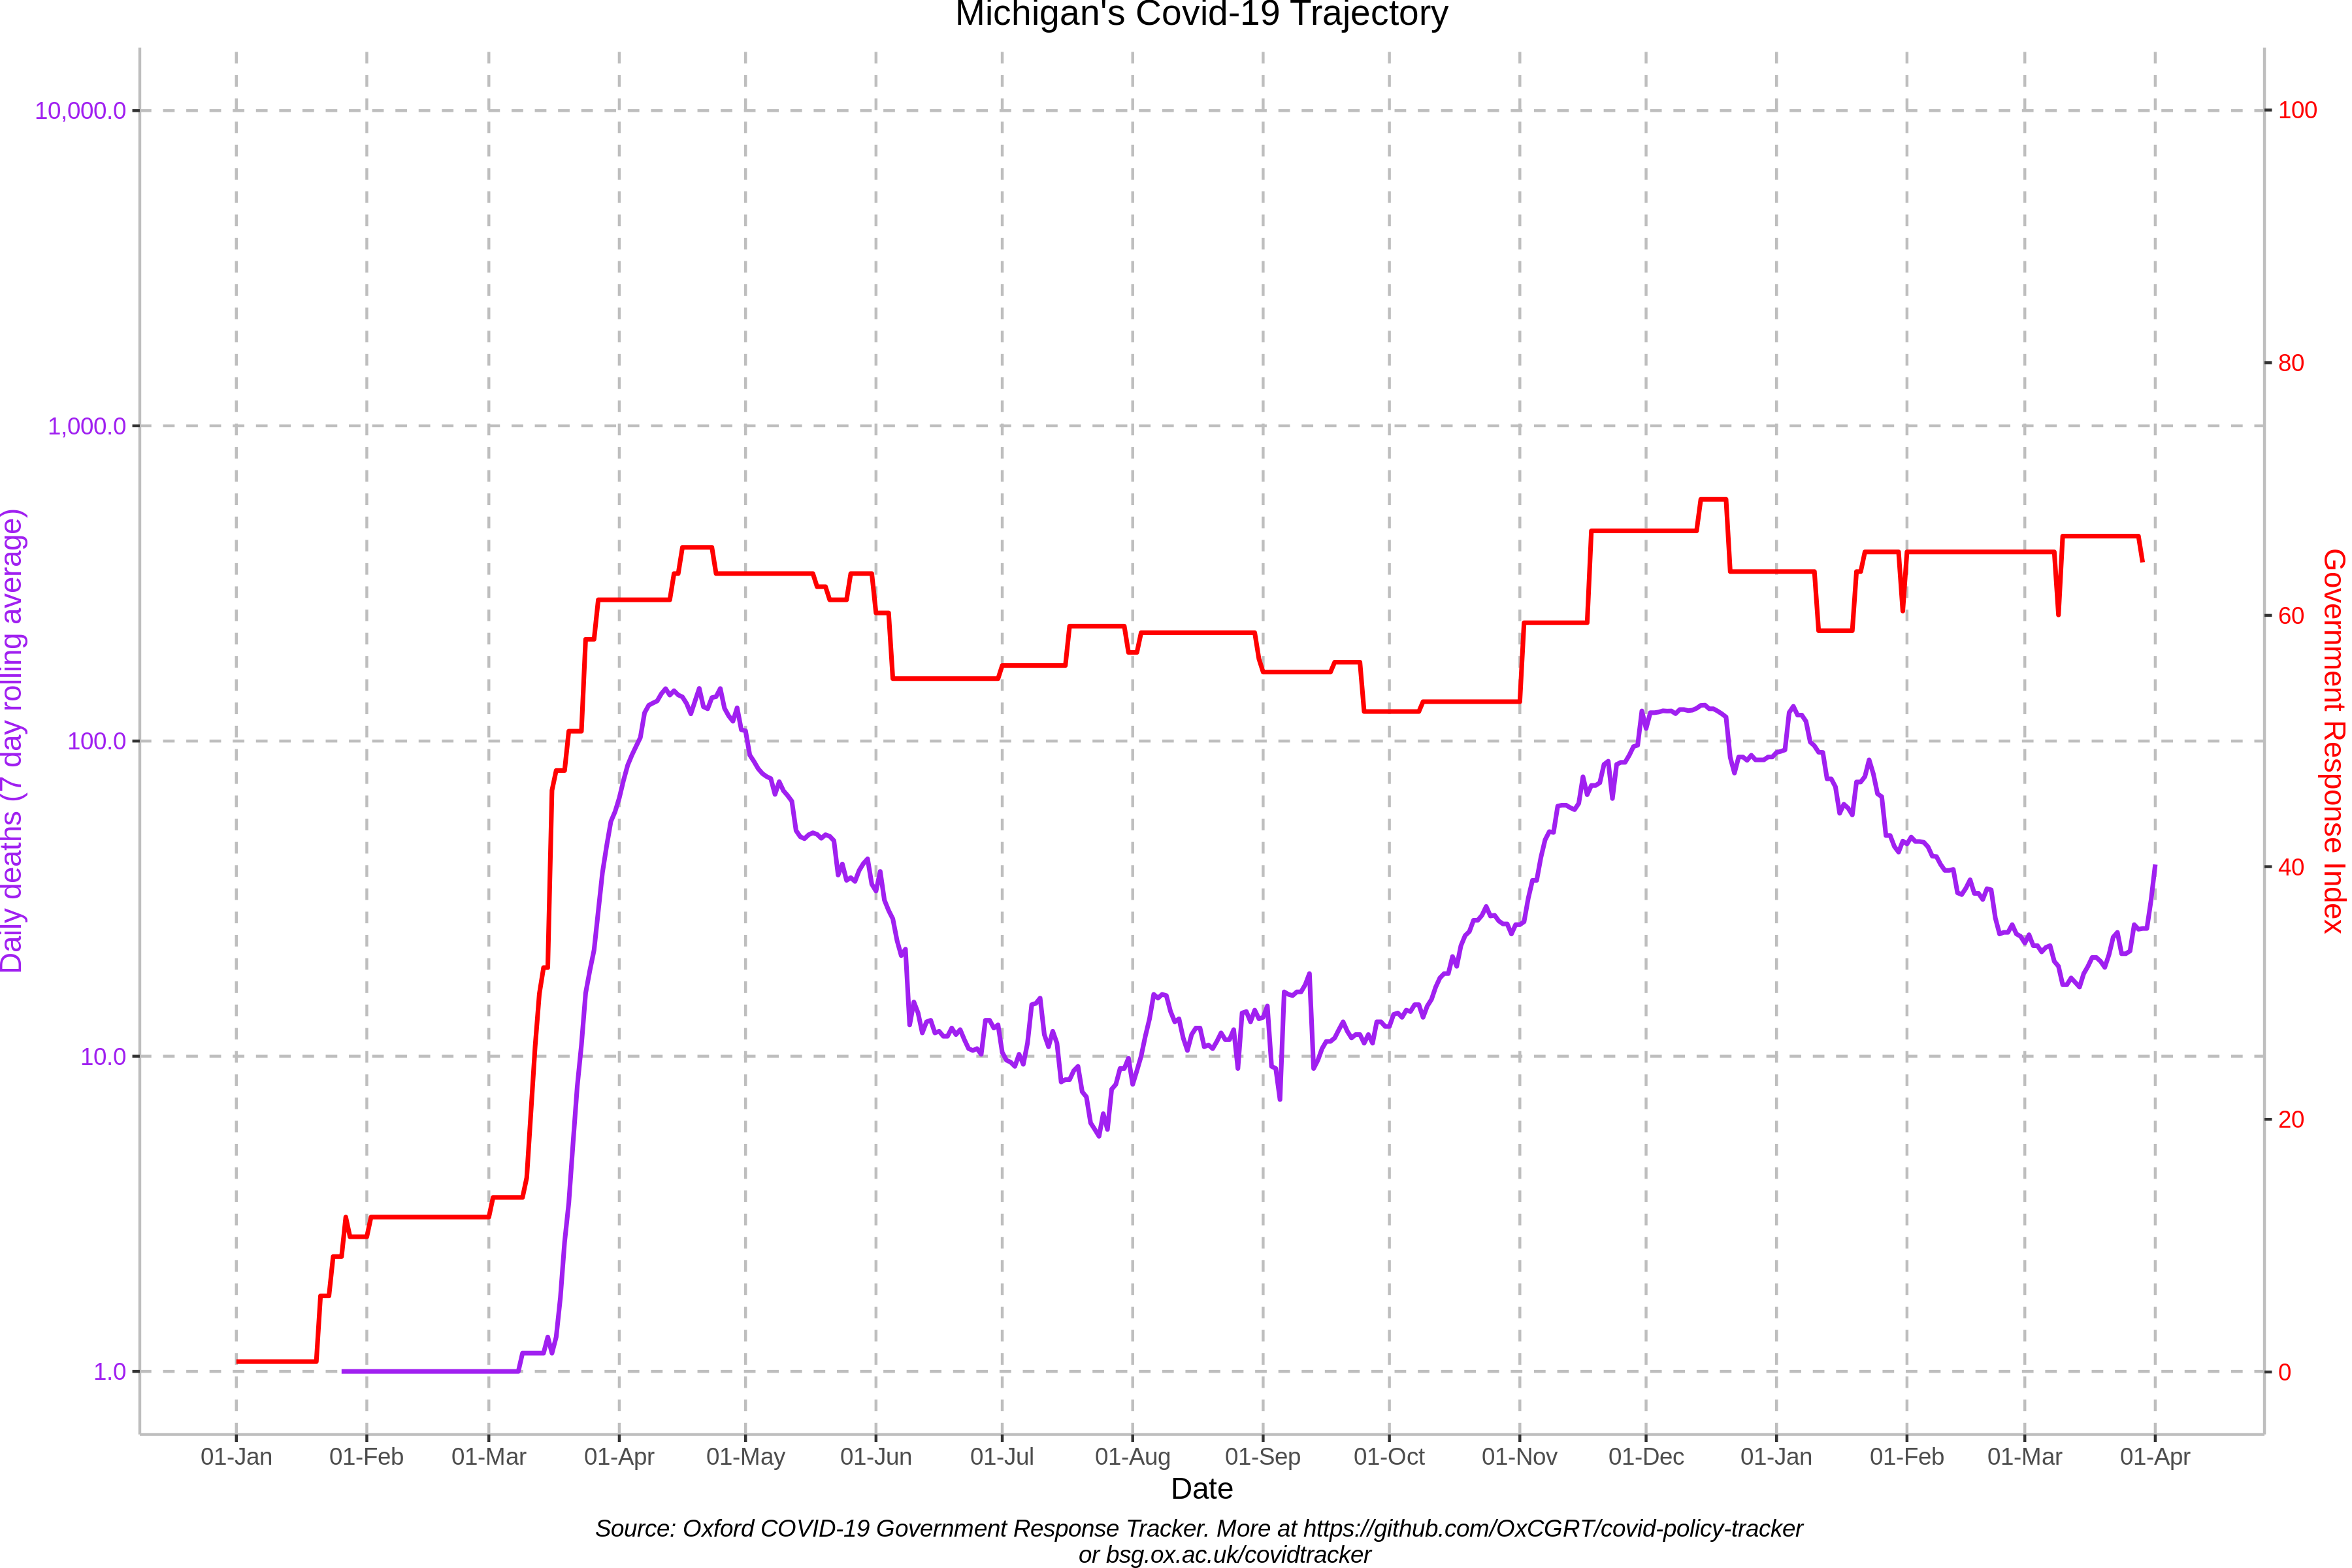 Michigan's Covid-19 Trajectory
10,000.0
1,000.0
100.0
10.0
1.0
Daily deaths (7 day rolling average)
100
80
60
40
20
0
Government Response Index
01-Jan 01-Feb 01-Mar 01-Apr 01-May 01-Jun 01-Jul 01-Aug 01-Sep 01-Oct 01-Nov 01-Dec 01-Jan 01-Feb 01-Mar 01-Apr
Date
Source: Oxford COVID-19 Government Response Tracker. More at https://github.com/OxCGRT/covid-policy-tracker
or bsg.ox.ac.uk/covidtracker